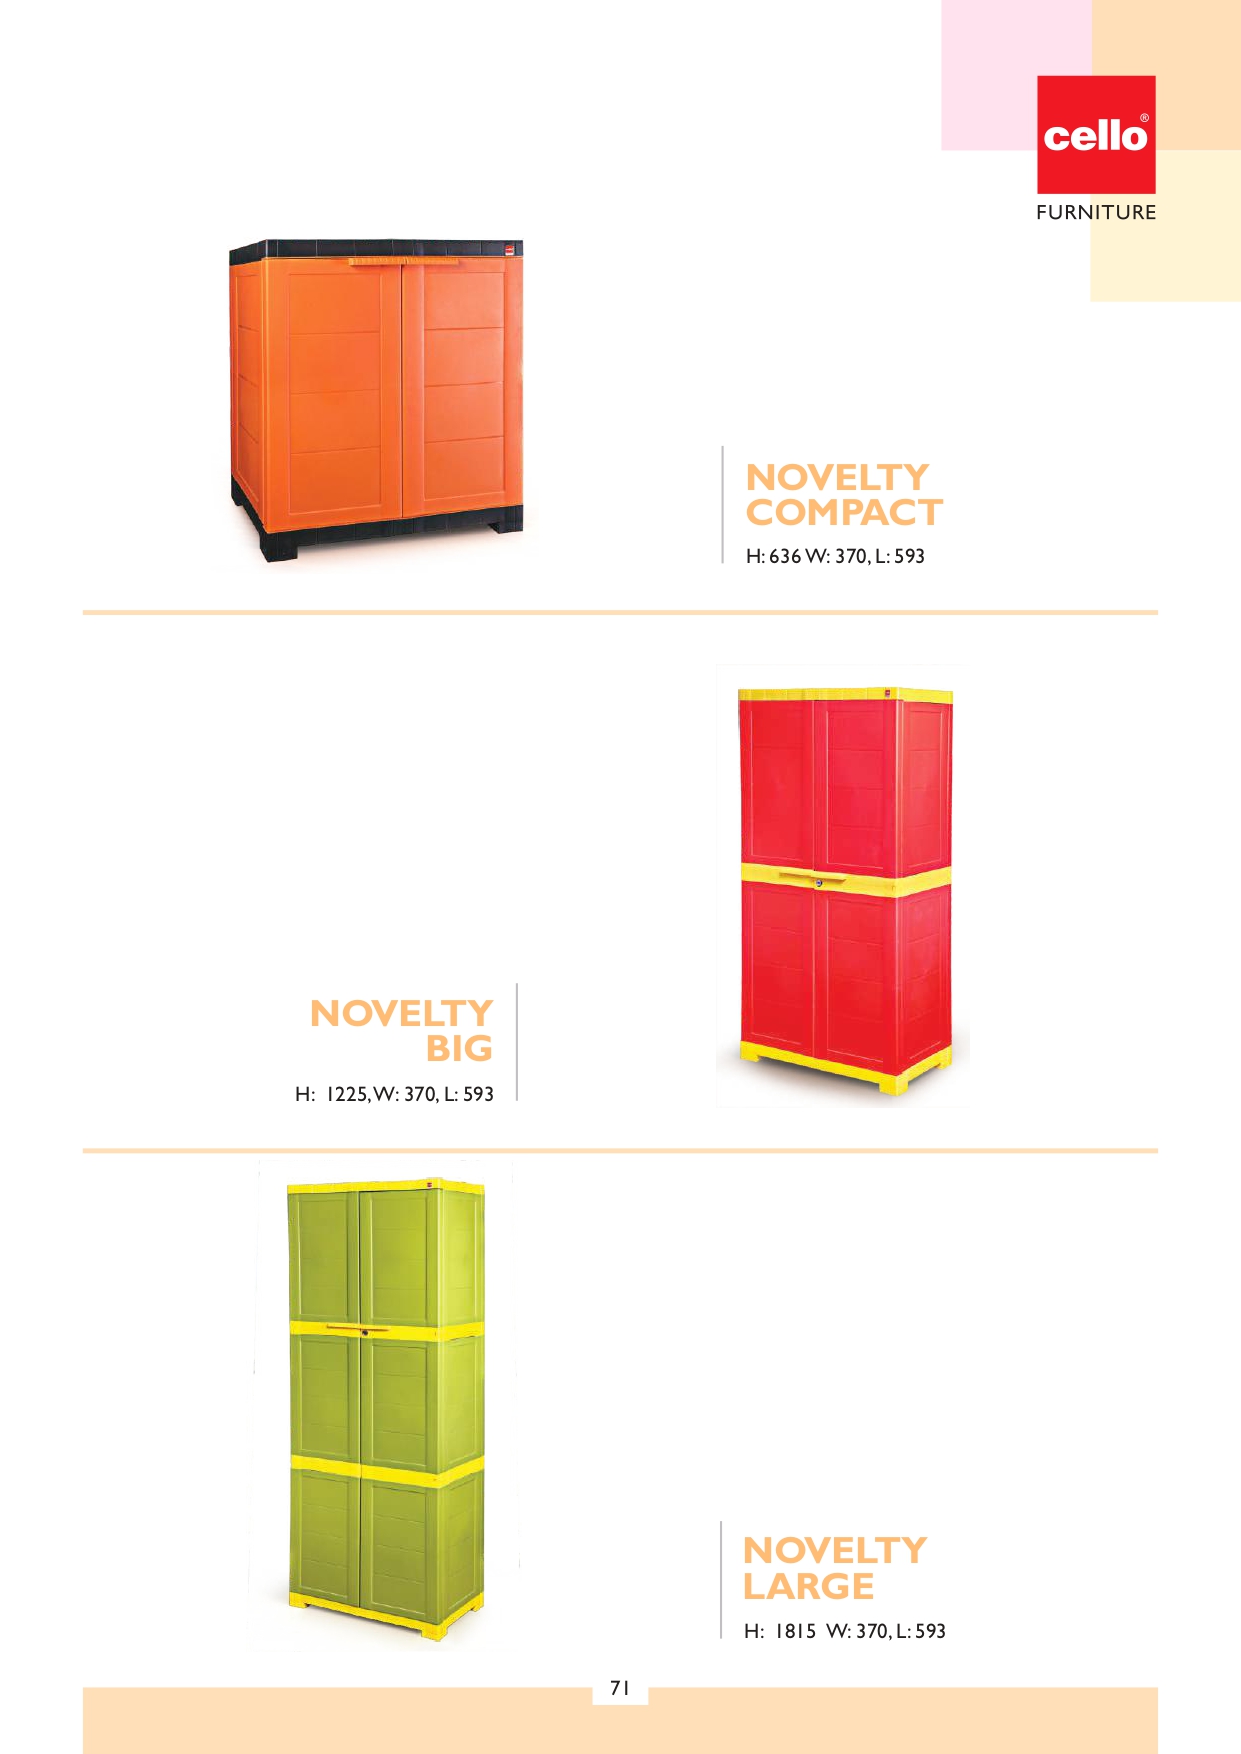 cello®
FURNITURE
NOVELTY
COMPACT
H: 636 W: 370, L: 593
NOVELTY
BIG
H: 1225, W: 370, L: 593
NOVELTY
LARGE
H: 1815 W: 370, L: 593
71